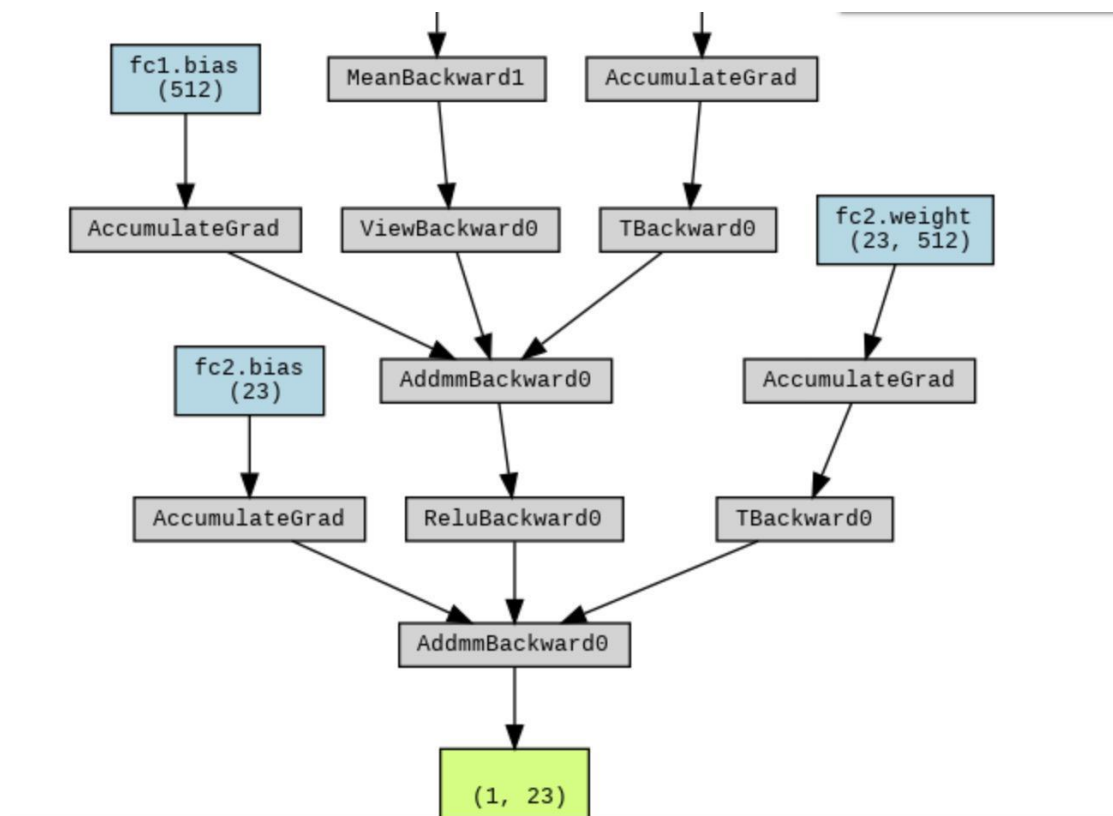 fc1.bias
(512)
MeanBackward1
AccumulateGrad
AccumulateGrad
ViewBackward0
TBackward0
fc2.weight
(23, 512)
fc2.bias
(23)
AddmmBackward0
AccumulateGrad
AccumulateGrad
ReluBackward0
TBackward0
AddmmBackward0
(1, 23)